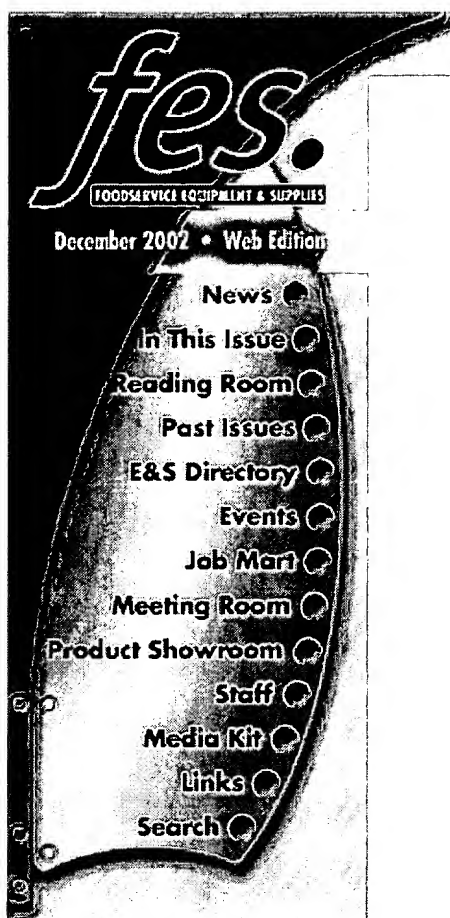 fes
FOODSERVICE EQUIPMENT & SUPPLIES
December 2002 • Web Edition
News
In This Issue
Reading Room
Past Issues
E&S Directory
Events
Job Mart
Meeting Room
Product Showroom
Staff
Media Kit
Links
Search